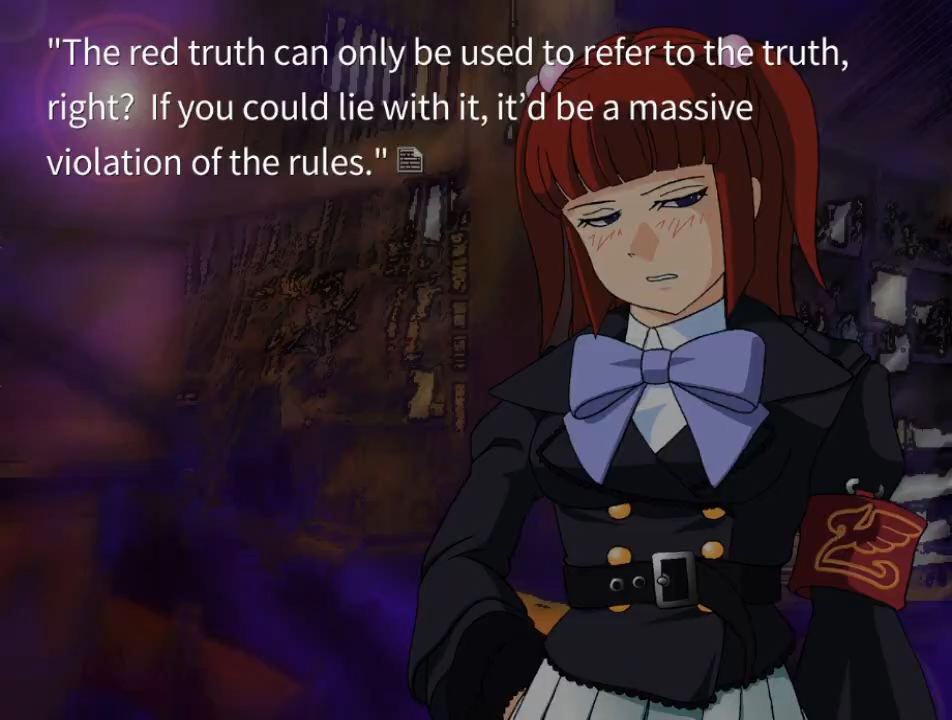 "The red truth can only be used to refer to the truth,
right?  If you could lie with it, it’d be a massive
violation of the rules."